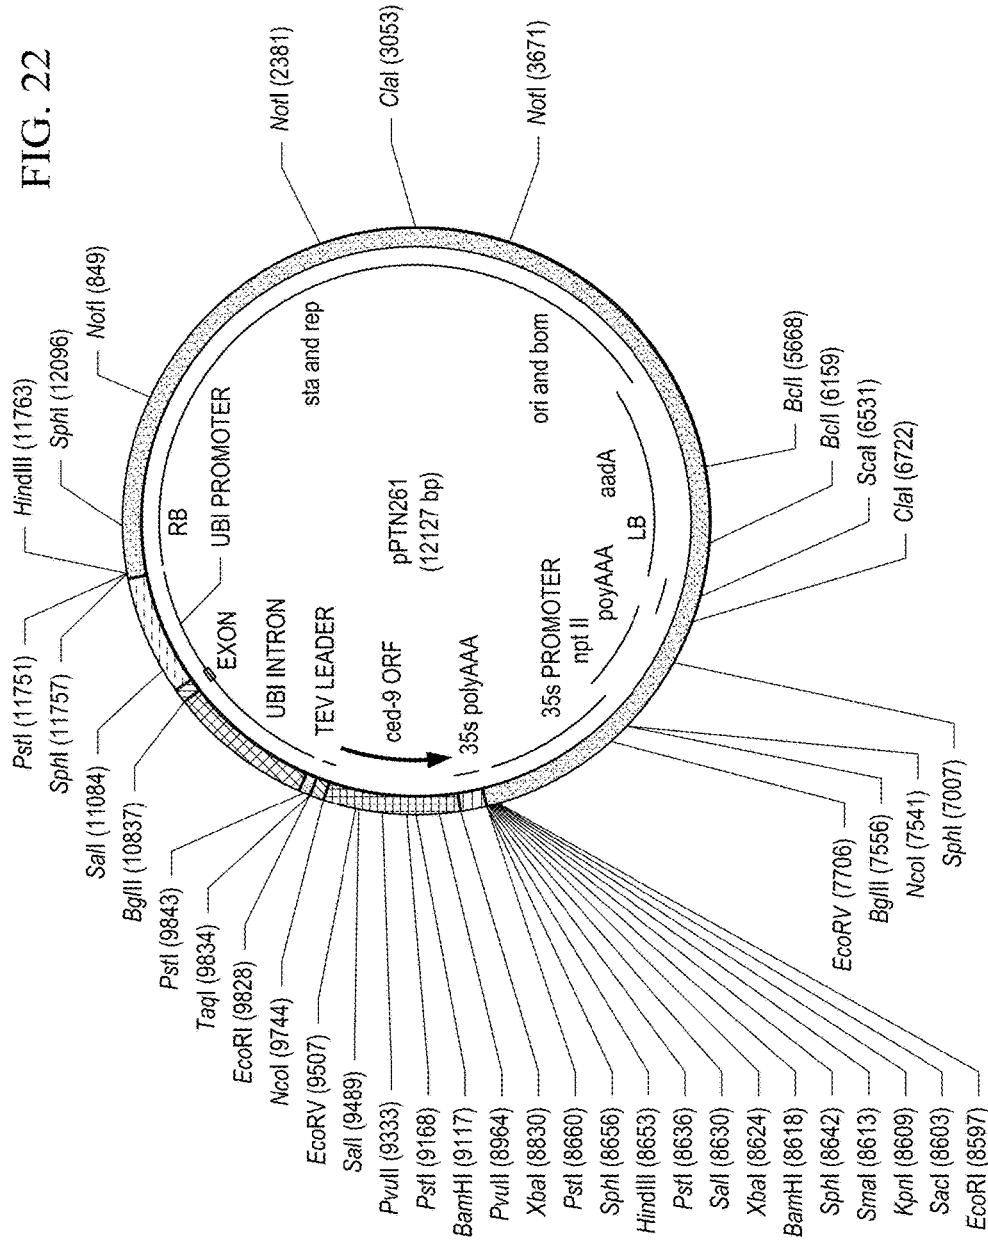 FIG. 22
PstI (11751)
SphI (11757)
HindIII (11763)
SphI (12096)
NotI (849)
NotI (2381)
ClaI (3053)
NotI (3671)
BclI (5668)
BclI (6159)
ScaI (6531)
ClaI (6722)
SphI (7007)
NcoI (7541)
BglII (7556)
EcoRV (7706)
SalI (11084)
BglII (10837)
PstI (9843)
TaqI (9834)
EcoRI (9828)
NcoI (9744)
EcoRV (9507)
SalI (9489)
PvuII (9333)
PstI (9168)
BamHI (9117)
PvuII (8964)
XbaI (8830)
PstI (8660)
SphI (8656)
HindIII (8653)
PstI (8636)
SalI (8630)
XbaI (8624)
BamHI (8618)
SphI (8642)
SmaI (8613)
KpnI (8609)
SacI (8603)
EcoRI (8597)
RB
UBI PROMOTER
EXON
UBI INTRON
TEV LEADER
ced-9 ORF
35s polyAAA
35s PROMOTER
npt II
poyAAA
LB
aadA
ori and bom
sta and rep
pPTN261
(12127 bp)